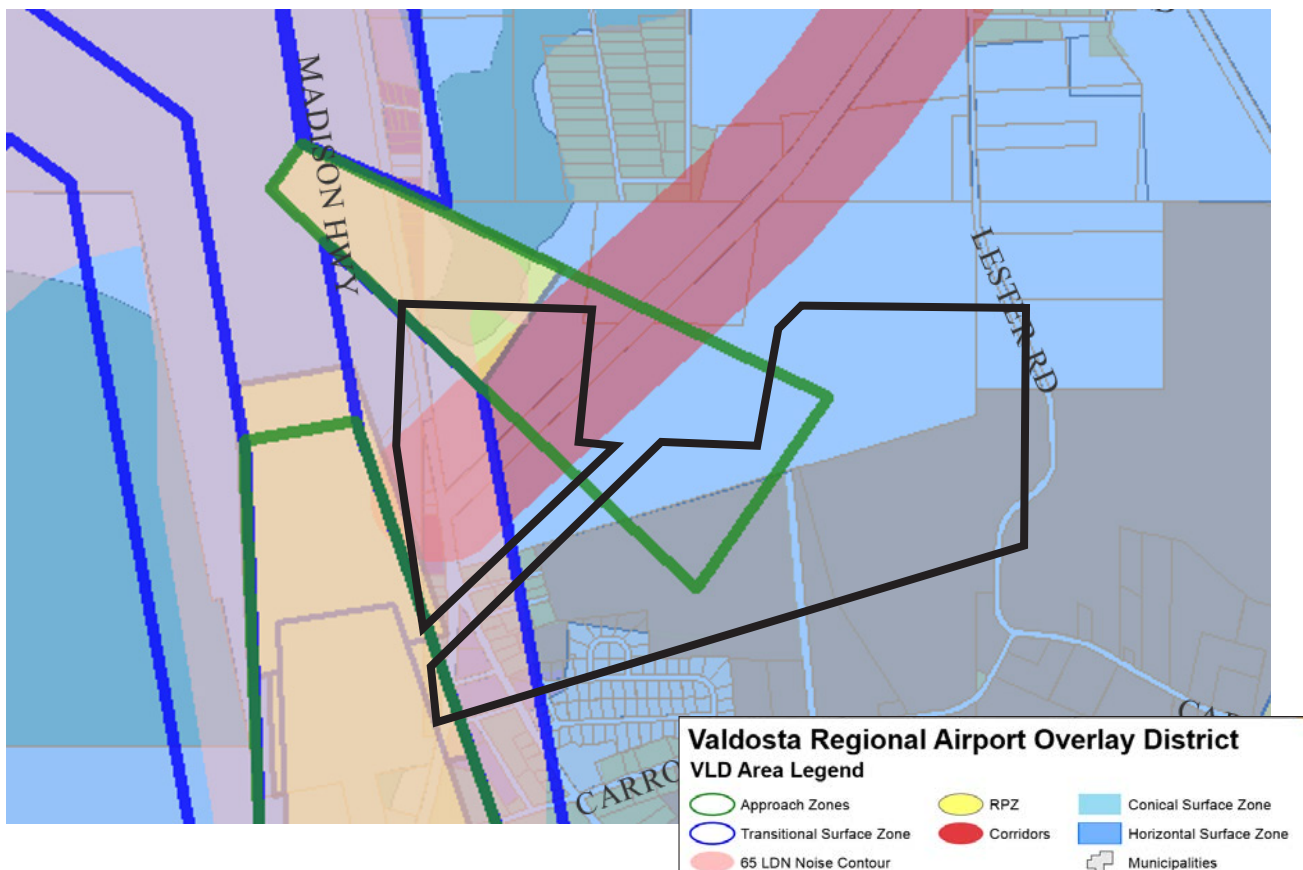 MADISON HWY
LESTER RD
Valdosta Regional Airport Overlay District
VLD Area Legend
Approach Zones
RPZ
Conical Surface Zone
Transitional Surface Zone
Corridors
Horizontal Surface Zone
65 LDN Noise Contour
Municipalities